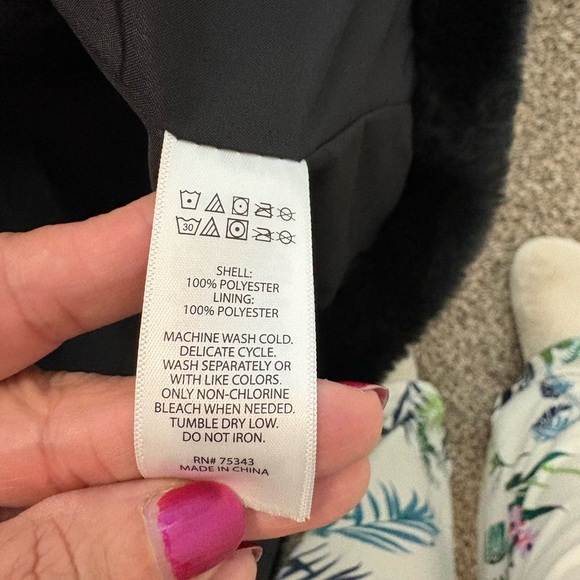 30
SHELL:
100% POLYESTER
LINING:
100% POLYESTER
MACHINE WASH COLD.
DELICATE CYCLE.
WASH SEPARATELY OR
WITH LIKE COLORS.
ONLY NON-CHLORINE
BLEACH WHEN NEEDED.
TUMBLE DRY LOW.
DO NOT IRON.
RN# 75343
MADE IN CHINA